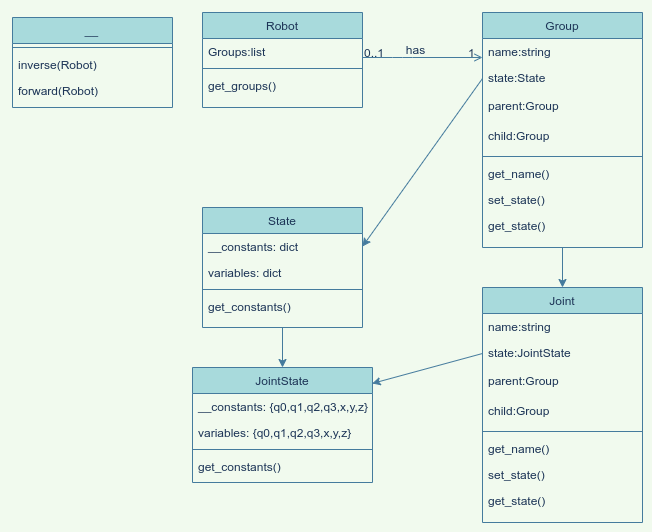 __
inverse(Robot)
forward(Robot)
Robot
Groups:list
get_groups()
0..1
has
1
Group
name:string
state:State
parent:Group
child:Group
get_name()
set_state()
get_state()
State
__constants: dict
variables: dict
get_constants()
JointState
__constants: {q0,q1,q2,q3,x,y,z}
variables: {q0,q1,q2,q3,x,y,z}
get_constants()
Joint
name:string
state:JointState
parent:Group
child:Group
get_name()
set_state()
get_state()